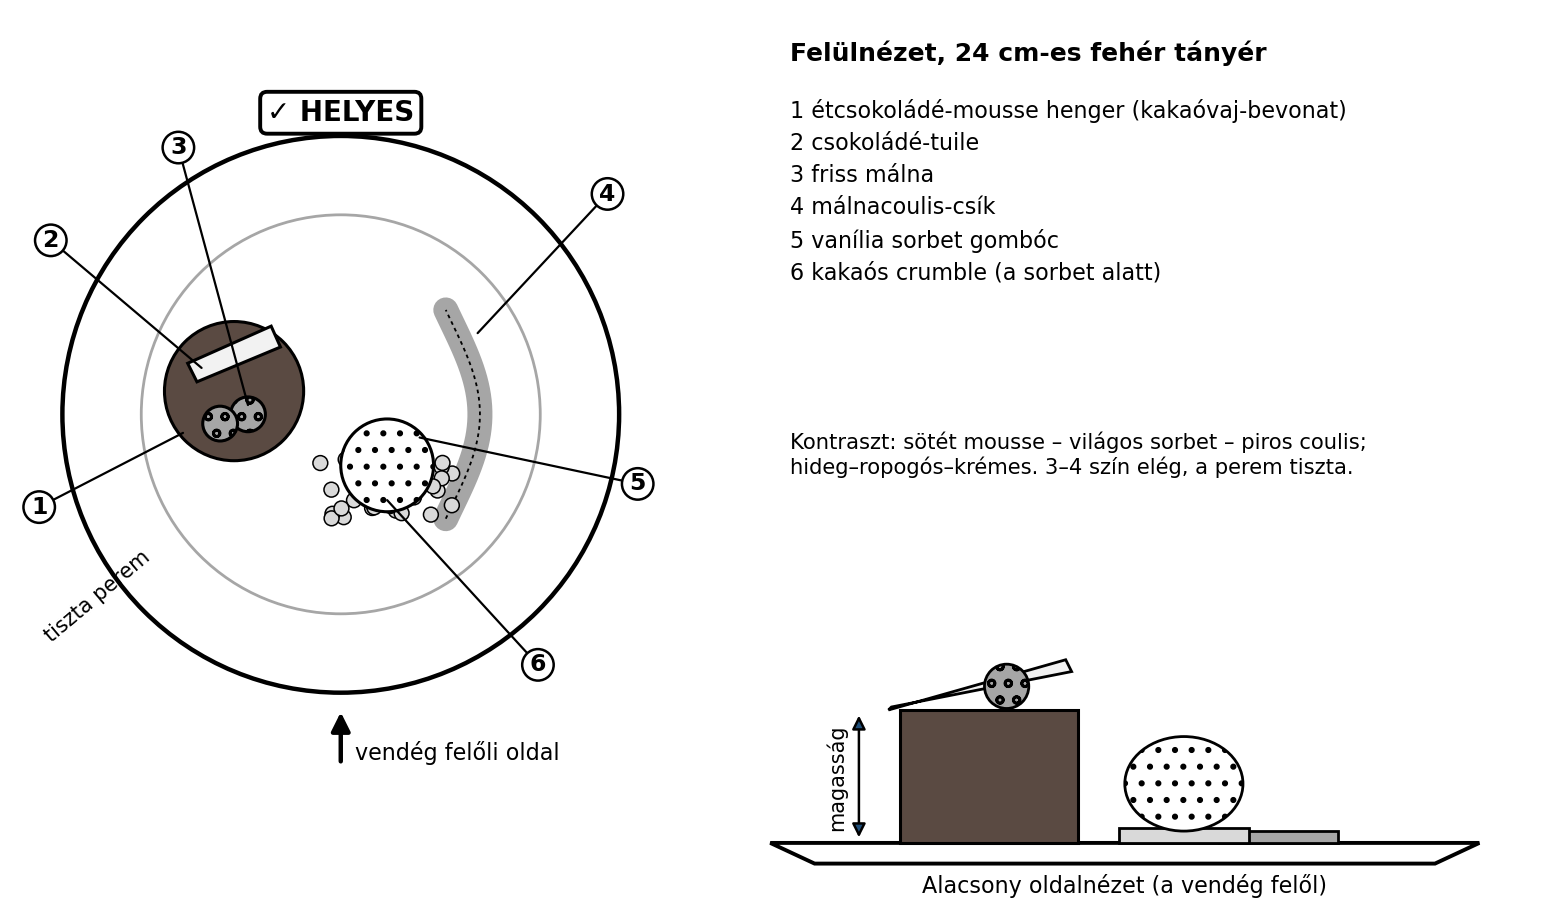 ✓ HELYES
3
4
2
1
5
6
tiszta perem
vendég felőli oldal
Felülnézet, 24 cm-es fehér tányér
1 étcsokoládé-mousse henger (kakaóvaj-bevonat)
2 csokoládé-tuile
3 friss málna
4 málnacoulis-csík
5 vanília sorbet gombóc
6 kakaós crumble (a sorbet alatt)
Kontraszt: sötét mousse – világos sorbet – piros coulis;
hideg–ropogós–krémes. 3–4 szín elég, a perem tiszta.
magasság
Alacsony oldalnézet (a vendég felől)